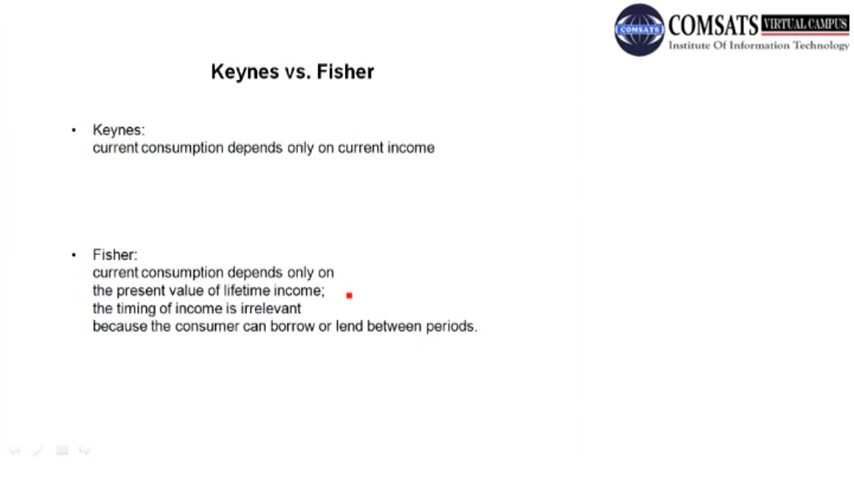 COMSATS VIRTUAL CAMPUS
COMSATS
Institute Of Information Technology
Keynes vs. Fisher
• Keynes:
current consumption depends only on current income
• Fisher:
current consumption depends only on
the present value of lifetime income;
the timing of income is irrelevant
because the consumer can borrow or lend between periods.